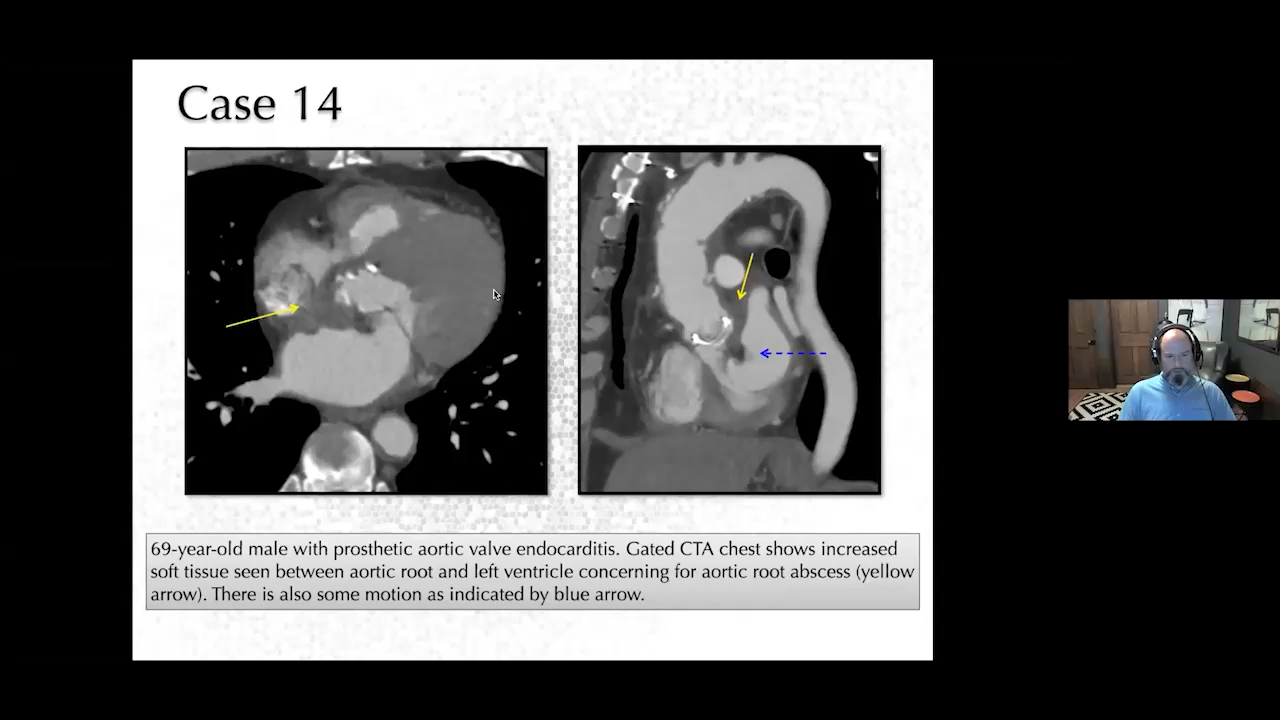 Case 14
69-year-old male with prosthetic aortic valve endocarditis. Gated CTA chest shows increased
soft tissue seen between aortic root and left ventricle concerning for aortic root abscess (yellow
arrow). There is also some motion as indicated by blue arrow.